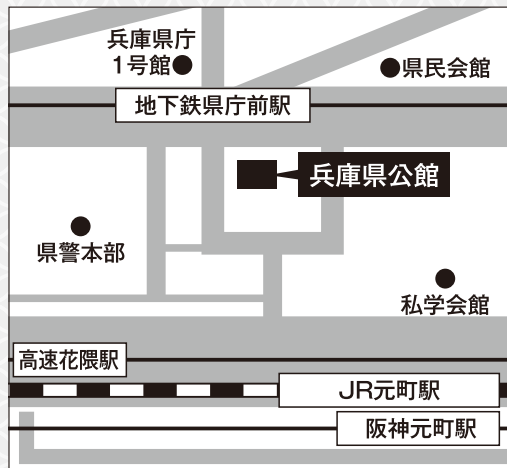 兵庫県庁
1号館
県民会館
地下鉄県庁前駅
兵庫県公館
県警本部
私学会館
高速花隈駅
JR元町駅
阪神元町駅